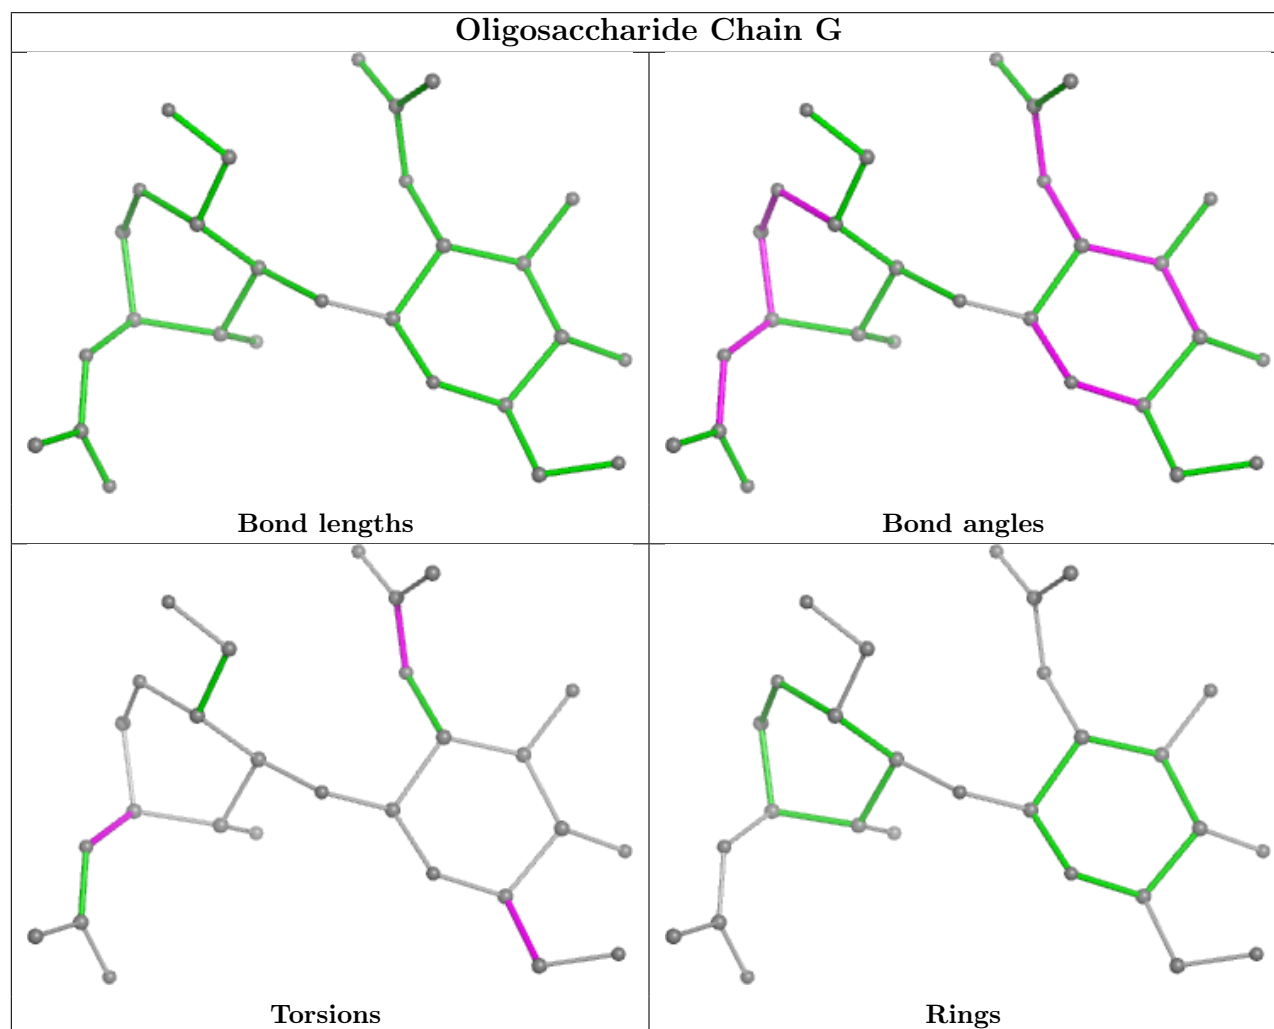 Oligosaccharide Chain G
Bond lengths
Bond angles
Torsions
Rings